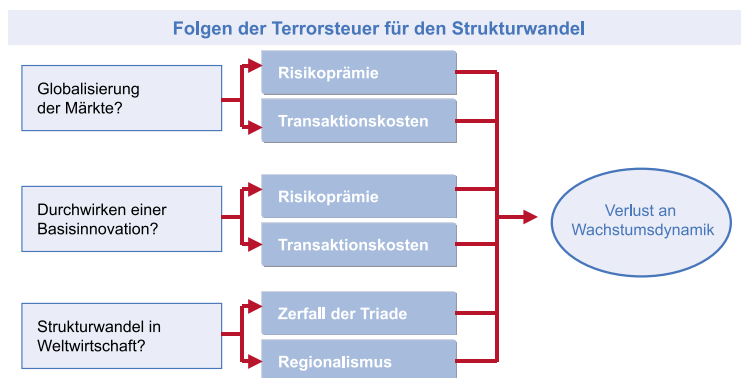 Folgen der Terrorsteuer für den Strukturwandel
Globalisierung
der Märkte?
Risikoprämie
Transaktionskosten
Durchwirken einer
Basisinnovation?
Risikoprämie
Transaktionskosten
Strukturwandel in
Weltwirtschaft?
Zerfall der Triade
Regionalismus
Verlust an
Wachstumsdynamik